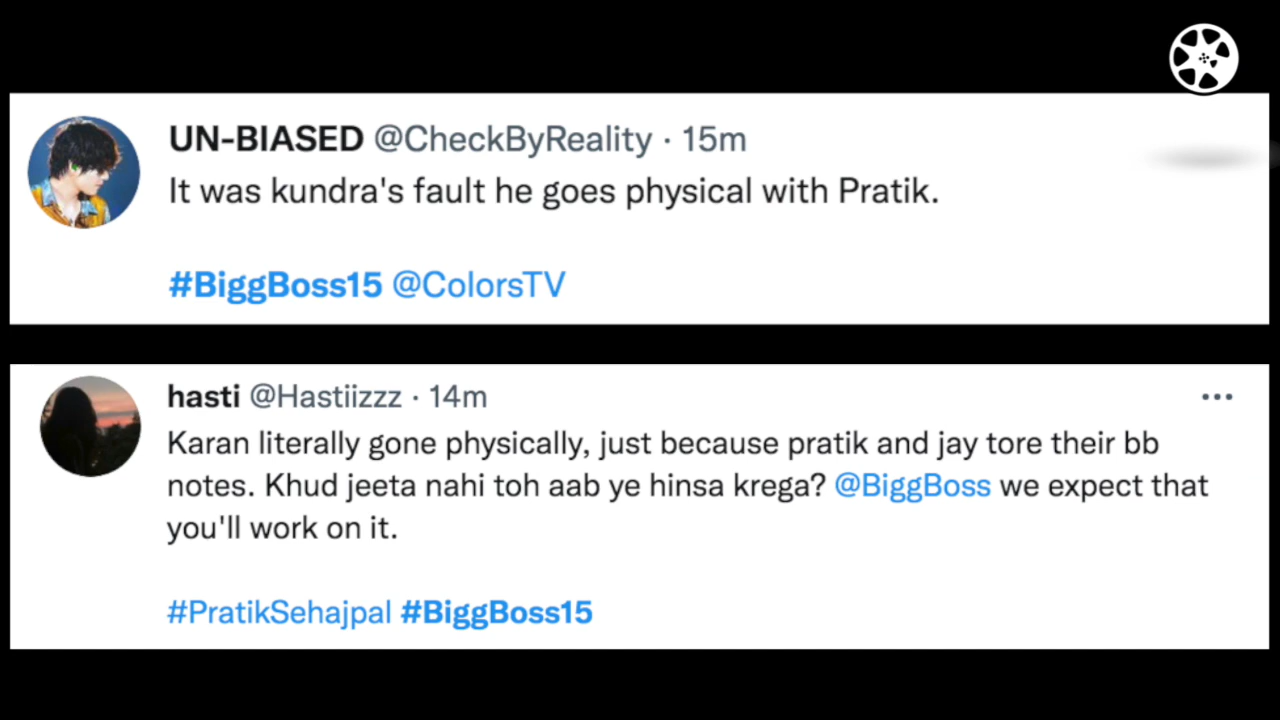 UN-BIASED @CheckByReality · 15m
It was kundra's fault he goes physical with Pratik.
#BiggBoss15 @ColorsTV
hasti @Hastiizzz · 14m
Karan literally gone physically, just because pratik and jay tore their bb
notes. Khud jeeta nahi toh aab ye hinsa krega? @BiggBoss we expect that
you'll work on it.
#PratikSehajpal #BiggBoss15